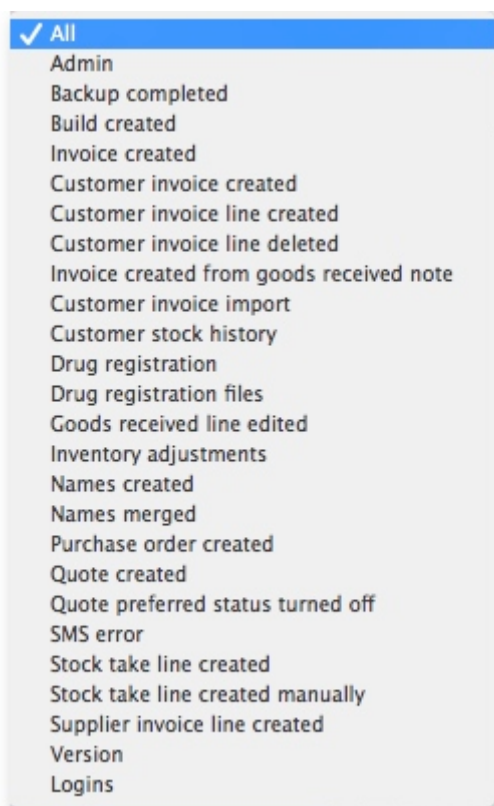 All
Admin
Backup completed
Build created
Invoice created
Customer invoice created
Customer invoice line created
Customer invoice line deleted
Invoice created from goods received note
Customer invoice import
Customer stock history
Drug registration
Drug registration files
Goods received line edited
Inventory adjustments
Names created
Names merged
Purchase order created
Quote created
Quote preferred status turned off
SMS error
Stock take line created
Stock take line created manually
Supplier invoice line created
Version
Logins